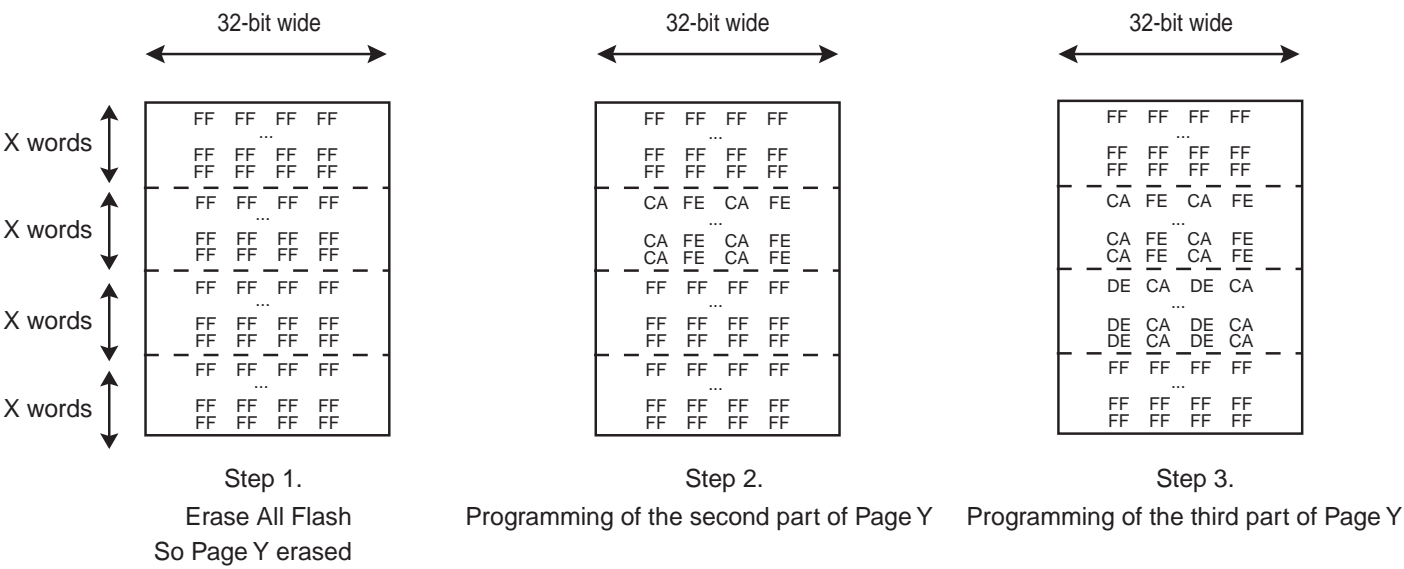 32-bit wide
32-bit wide
32-bit wide
X words
X words
X words
X words
FF FF FF FF
...
FF FF FF FF
FF FF FF FF
FF FF FF FF
...
FF FF FF FF
FF FF FF FF
FF FF FF FF
...
FF FF FF FF
FF FF FF FF
FF FF FF FF
...
FF FF FF FF
FF FF FF FF
Step 1.
Erase All Flash
So Page Y erased
FF FF FF FF
...
FF FF FF FF
FF FF FF FF
CA FE CA FE
...
CA FE CA FE
CA FE CA FE
FF FF FF FF
...
FF FF FF FF
FF FF FF FF
FF FF FF FF
...
FF FF FF FF
FF FF FF FF
Step 2.
Programming of the second part of Page Y
FF FF FF FF
...
FF FF FF FF
FF FF FF FF
CA FE CA FE
...
CA FE CA FE
CA FE CA FE
DE CA DE CA
...
DE CA DE CA
DE CA DE CA
FF FF FF FF
...
FF FF FF FF
FF FF FF FF
Step 3.
Programming of the third part of Page Y